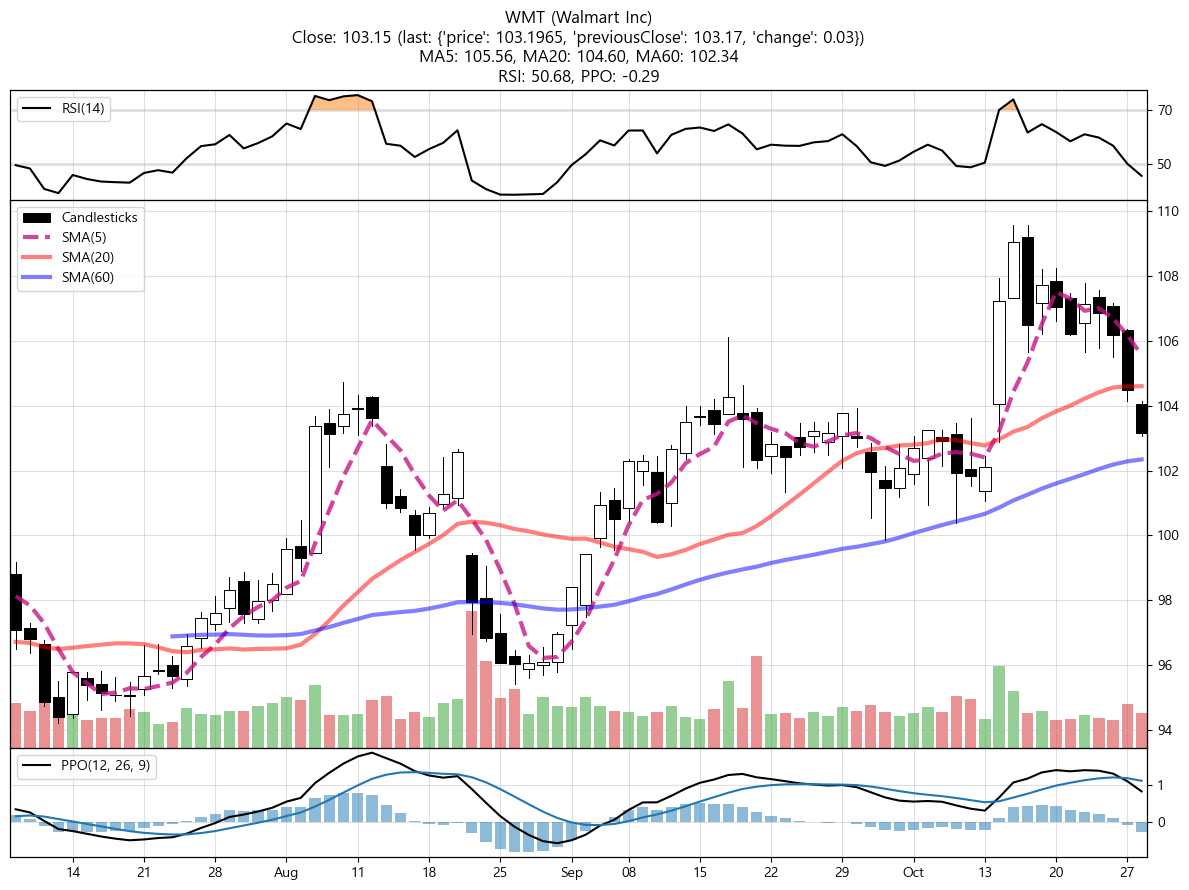 WMT (Walmart Inc)
Close: 103.15 (last: {'price': 103.1965, 'previousClose': 103.17, 'change': 0.03})
MA5: 105.56, MA20: 104.60, MA60: 102.34
RSI: 50.68, PPO: -0.29
RSI(14)
70
50
Candlesticks
SMA(5)
SMA(20)
SMA(60)
110
108
106
104
102
100
98
96
94
PPO(12, 26, 9)
1
0
14 21 28 Aug 11 18 25 Sep 08 15 22 29 Oct 13 20 27